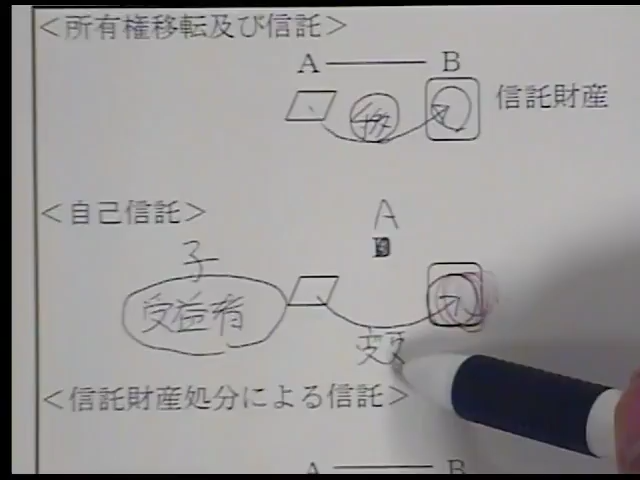 ＜所有権移転及び信託＞
A ── B
信託財産
＜自己信託＞
A
子
受益者
＜信託財産処分による信託＞
A ── B